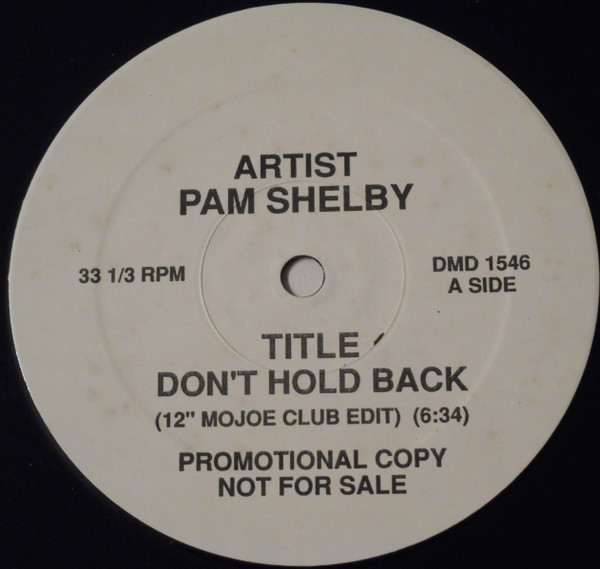 ARTIST
PAM SHELBY
33 1/3 RPM
DMD 1546
A SIDE
TITLE
DON'T HOLD BACK
(12" MOJOE CLUB EDIT) (6:34)
PROMOTIONAL COPY
NOT FOR SALE